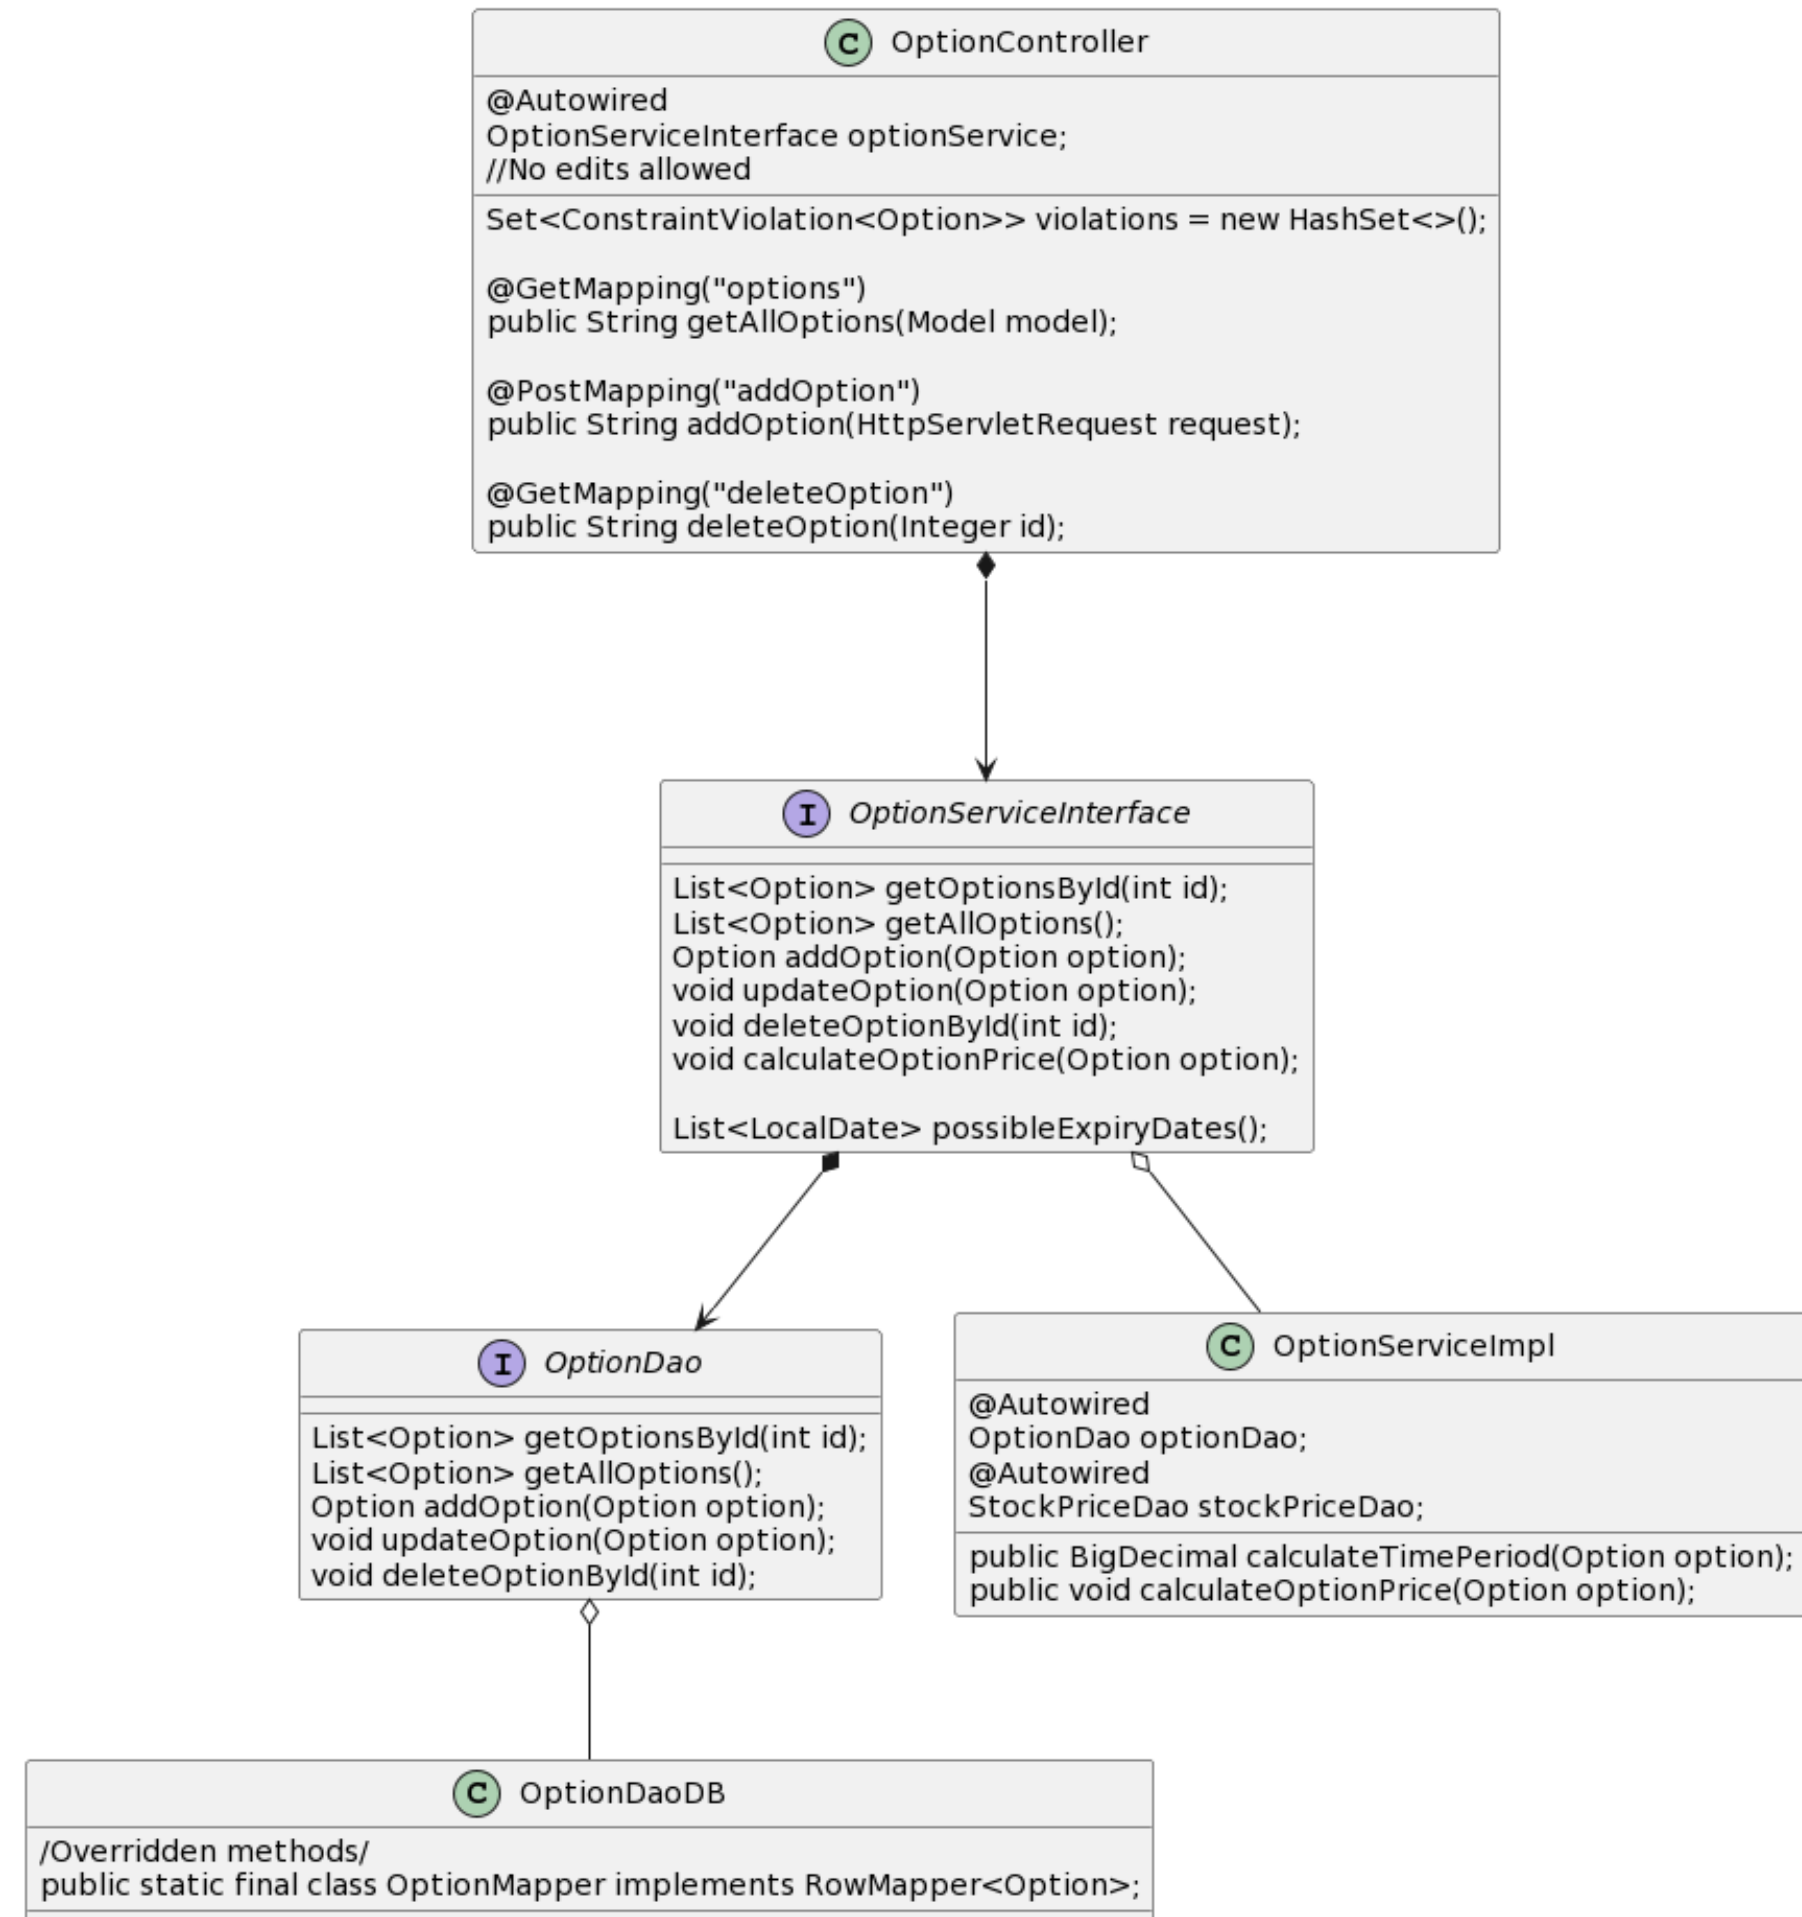 C OptionController
@Autowired
OptionServiceInterface optionService;
//No edits allowed
Set<ConstraintViolation<Option>> violations = new HashSet<>();
@GetMapping("options")
public String getAllOptions(Model model);
@PostMapping("addOption")
public String addOption(HttpServletRequest request);
@GetMapping("deleteOption")
public String deleteOption(Integer id);
I OptionServiceInterface
List<Option> getOptionsById(int id);
List<Option> getAllOptions();
Option addOption(Option option);
void updateOption(Option option);
void deleteOptionById(int id);
void calculateOptionPrice(Option option);
List<LocalDate> possibleExpiryDates();
I OptionDao
List<Option> getOptionsById(int id);
List<Option> getAllOptions();
Option addOption(Option option);
void updateOption(Option option);
void deleteOptionById(int id);
C OptionServiceImpl
@Autowired
OptionDao optionDao;
@Autowired
StockPriceDao stockPriceDao;
public BigDecimal calculateTimePeriod(Option option);
public void calculateOptionPrice(Option option);
C OptionDaoDB
/Overridden methods/
public static final class OptionMapper implements RowMapper<Option>;